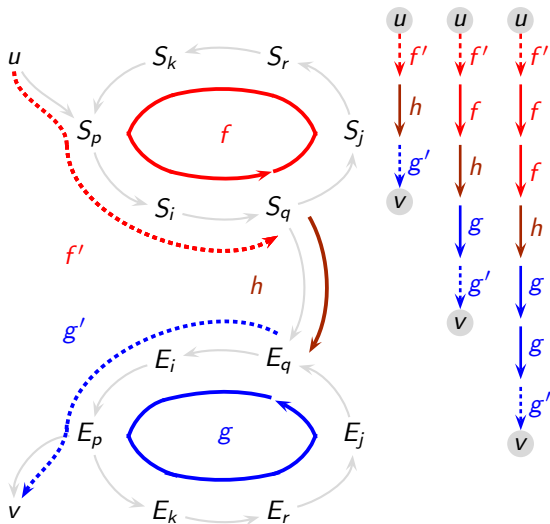 u
S_k
S_r
S_p
f
S_j
S_i
S_q
f′
h
g′
E_i
E_q
E_p
g
E_j
v
E_k
E_r
u
f′
h
g′
v
u
f′
f
h
g
g′
v
u
f′
f
f
h
g
g
g′
v